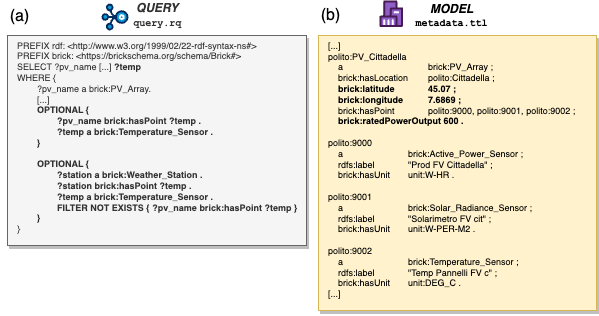 (a)
QUERY
query.rq
PREFIX rdf: <http://www.w3.org/1999/02/22-rdf-syntax-ns#>
PREFIX brick: <https://brickschema.org/schema/Brick#>
SELECT ?pv_name [...] ?temp
WHERE {
?pv_name a brick:PV_Array.
[...]
OPTIONAL {
?pv_name brick:hasPoint ?temp .
?temp a brick:Temperature_Sensor .
}
OPTIONAL {
?station a brick:Weather_Station .
?station brick:hasPoint ?temp .
?temp a brick:Temperature_Sensor .
FILTER NOT EXISTS { ?pv_name brick:hasPoint ?temp }
}
}
(b)
MODEL
metadata.ttl
[...]
polito:PV_Cittadella
a brick:PV_Array ;
brick:hasLocation polito:Cittadella ;
brick:latitude 45.07 ;
brick:longitude 7.6869 ;
brick:hasPoint polito:9000, polito:9001, polito:9002 ;
brick:ratedPowerOutput 600 .
polito:9000
a brick:Active_Power_Sensor ;
rdfs:label "Prod FV Cittadella" ;
brick:hasUnit unit:W-HR .
polito:9001
a brick:Solar_Radiance_Sensor ;
rdfs:label "Solarimetro FV cit" ;
brick:hasUnit unit:W-PER-M2 .
polito:9002
a brick:Temperature_Sensor ;
rdfs:label "Temp Pannelli FV c" ;
brick:hasUnit unit:DEG_C .
[...]